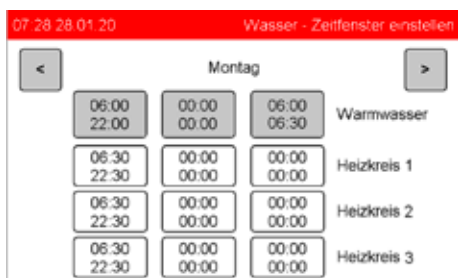 07:28 28.01.20 Wasser - Zeitfenster einstellen
< Montag >
06:00 00:00 06:00
22:00 00:00 06:30
Warmwasser
06:30 00:00 00:00
22:30 00:00 00:00
Heizkreis 1
06:30 00:00 00:00
22:30 00:00 00:00
Heizkreis 2
06:30 00:00 00:00
22:30 00:00 00:00
Heizkreis 3